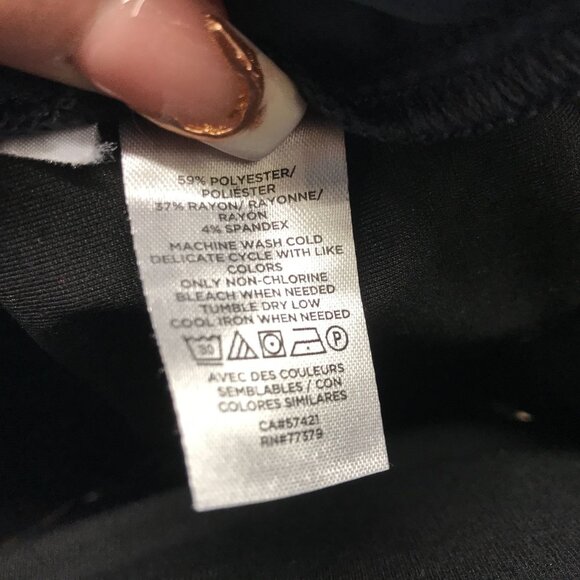 59% POLYESTER/
POLIÉSTER
37% RAYON/ RAYONNE/
RAYON
4% SPANDEX
MACHINE WASH COLD
DELICATE CYCLE WITH LIKE
COLORS
ONLY NON-CHLORINE
BLEACH WHEN NEEDED
TUMBLE DRY LOW
COOL IRON WHEN NEEDED
30 P
AVEC DES COULEURS
SEMBLABLES / CON
COLORES SIMILARES
CA#57421
RN#77379